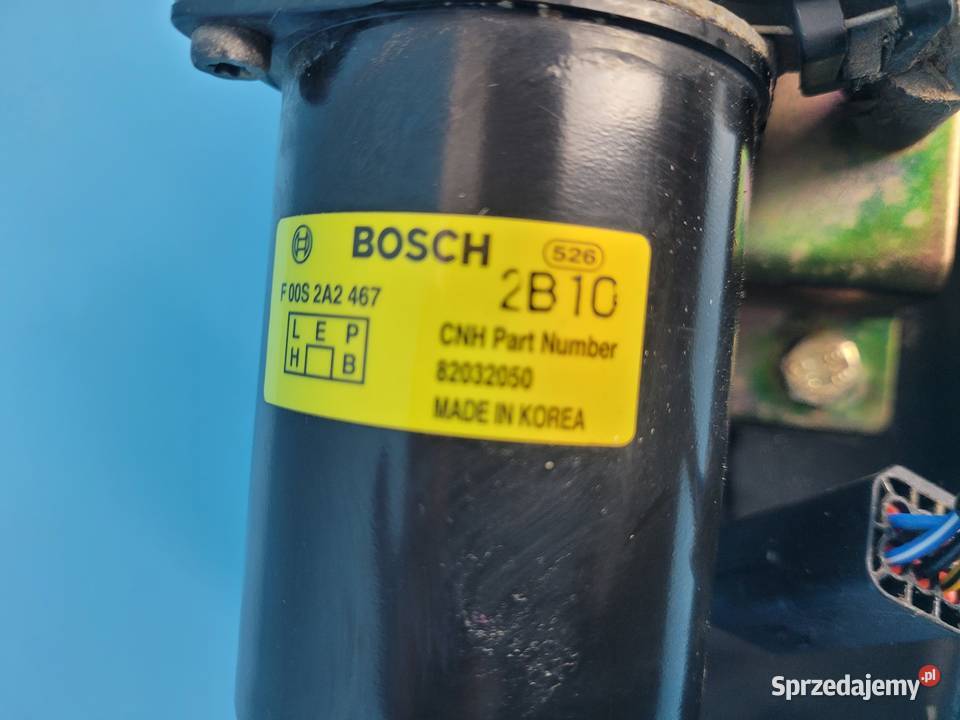 BOSCH 526
F 00S 2A2 467 2B10
L E P
H B
CNH Part Number
82032050
MADE IN KOREA
Sprzedajemy.pl